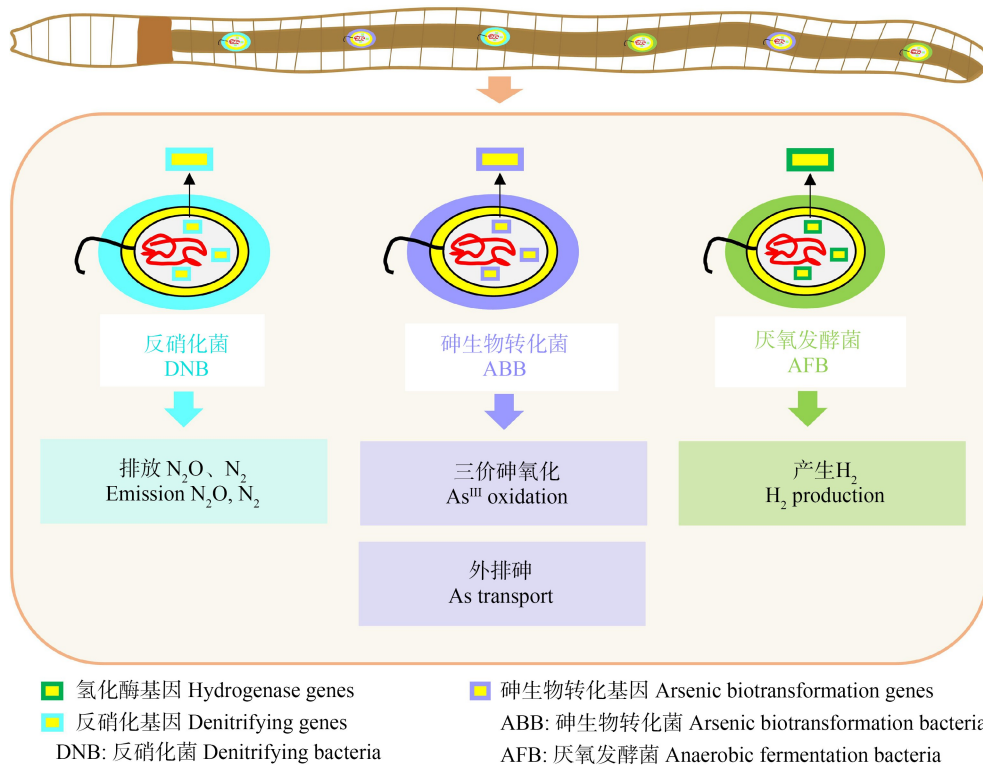 反硝化菌
DNB
砷生物转化菌
ABB
厌氧发酵菌
AFB
排放 N₂O、N₂
Emission N₂O, N₂
三价砷氧化
Asᴵᴵᴵ oxidation
产生H₂
H₂ production
外排砷
As transport
氢化酶基因 Hydrogenase genes
砷生物转化基因 Arsenic biotransformation genes
反硝化基因 Denitrifying genes
ABB: 砷生物转化菌 Arsenic biotransformation bacteria
DNB: 反硝化菌 Denitrifying bacteria
AFB: 厌氧发酵菌 Anaerobic fermentation bacteria